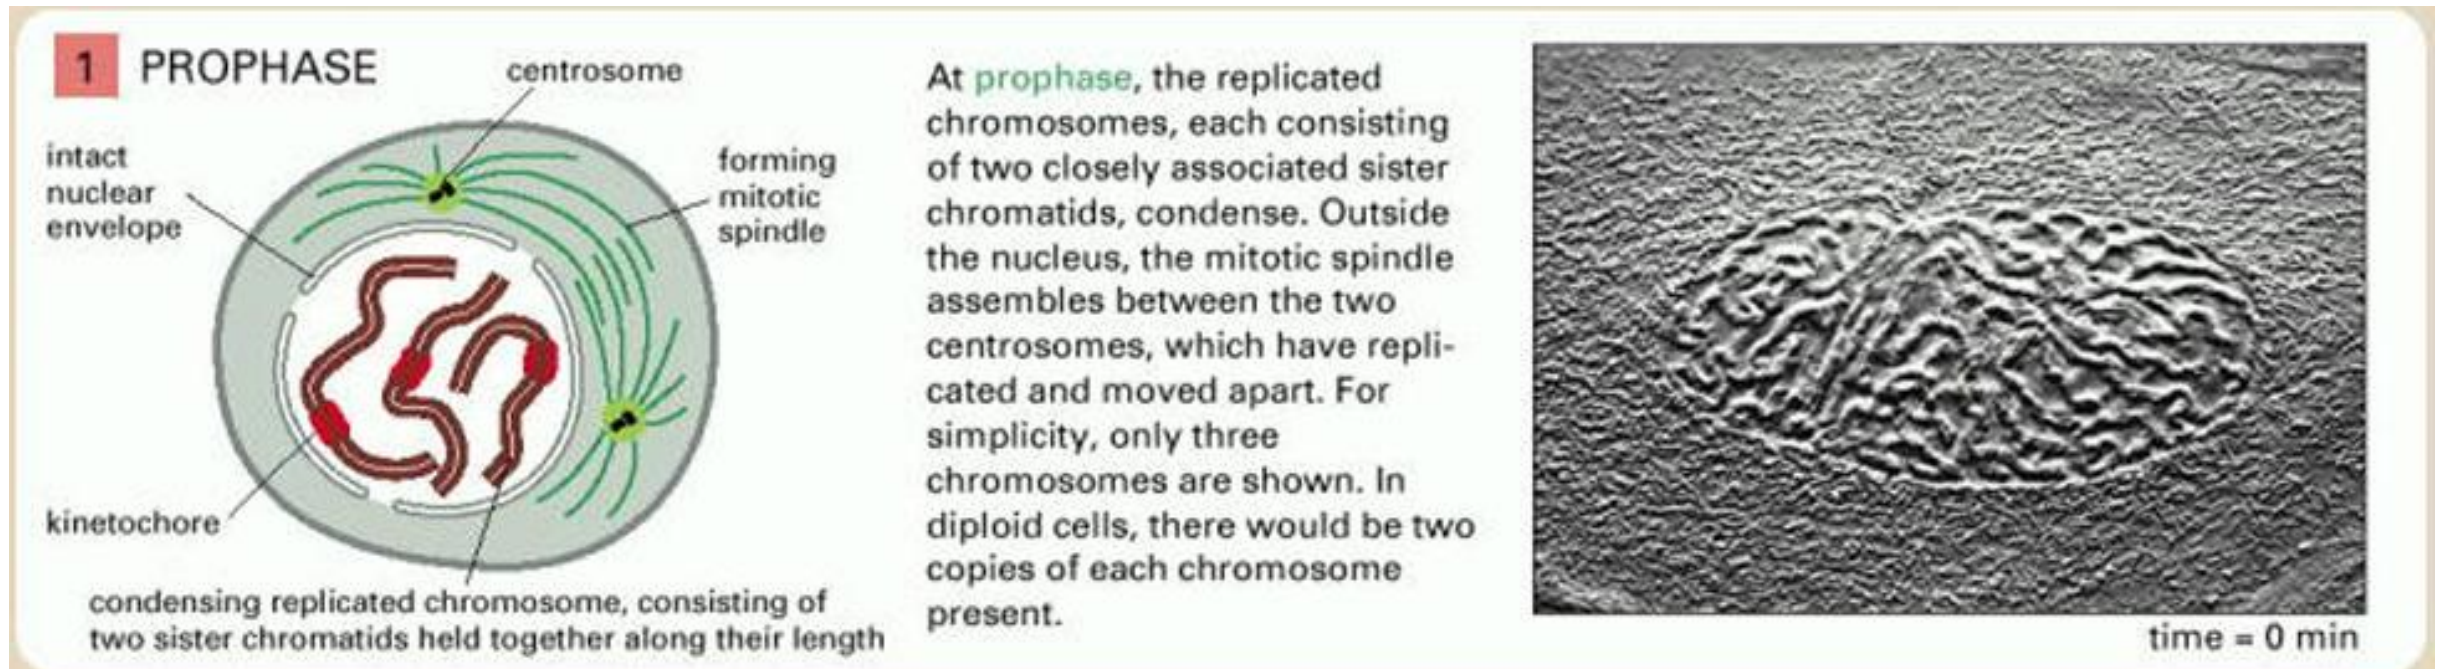 1 PROPHASE
centrosome
intact
nuclear
envelope
forming
mitotic
spindle
kinetochore
condensing replicated chromosome, consisting of
two sister chromatids held together along their length
At prophase, the replicated
chromosomes, each consisting
of two closely associated sister
chromatids, condense. Outside
the nucleus, the mitotic spindle
assembles between the two
centrosomes, which have repli-
cated and moved apart. For
simplicity, only three
chromosomes are shown. In
diploid cells, there would be two
copies of each chromosome
present.
time = 0 min